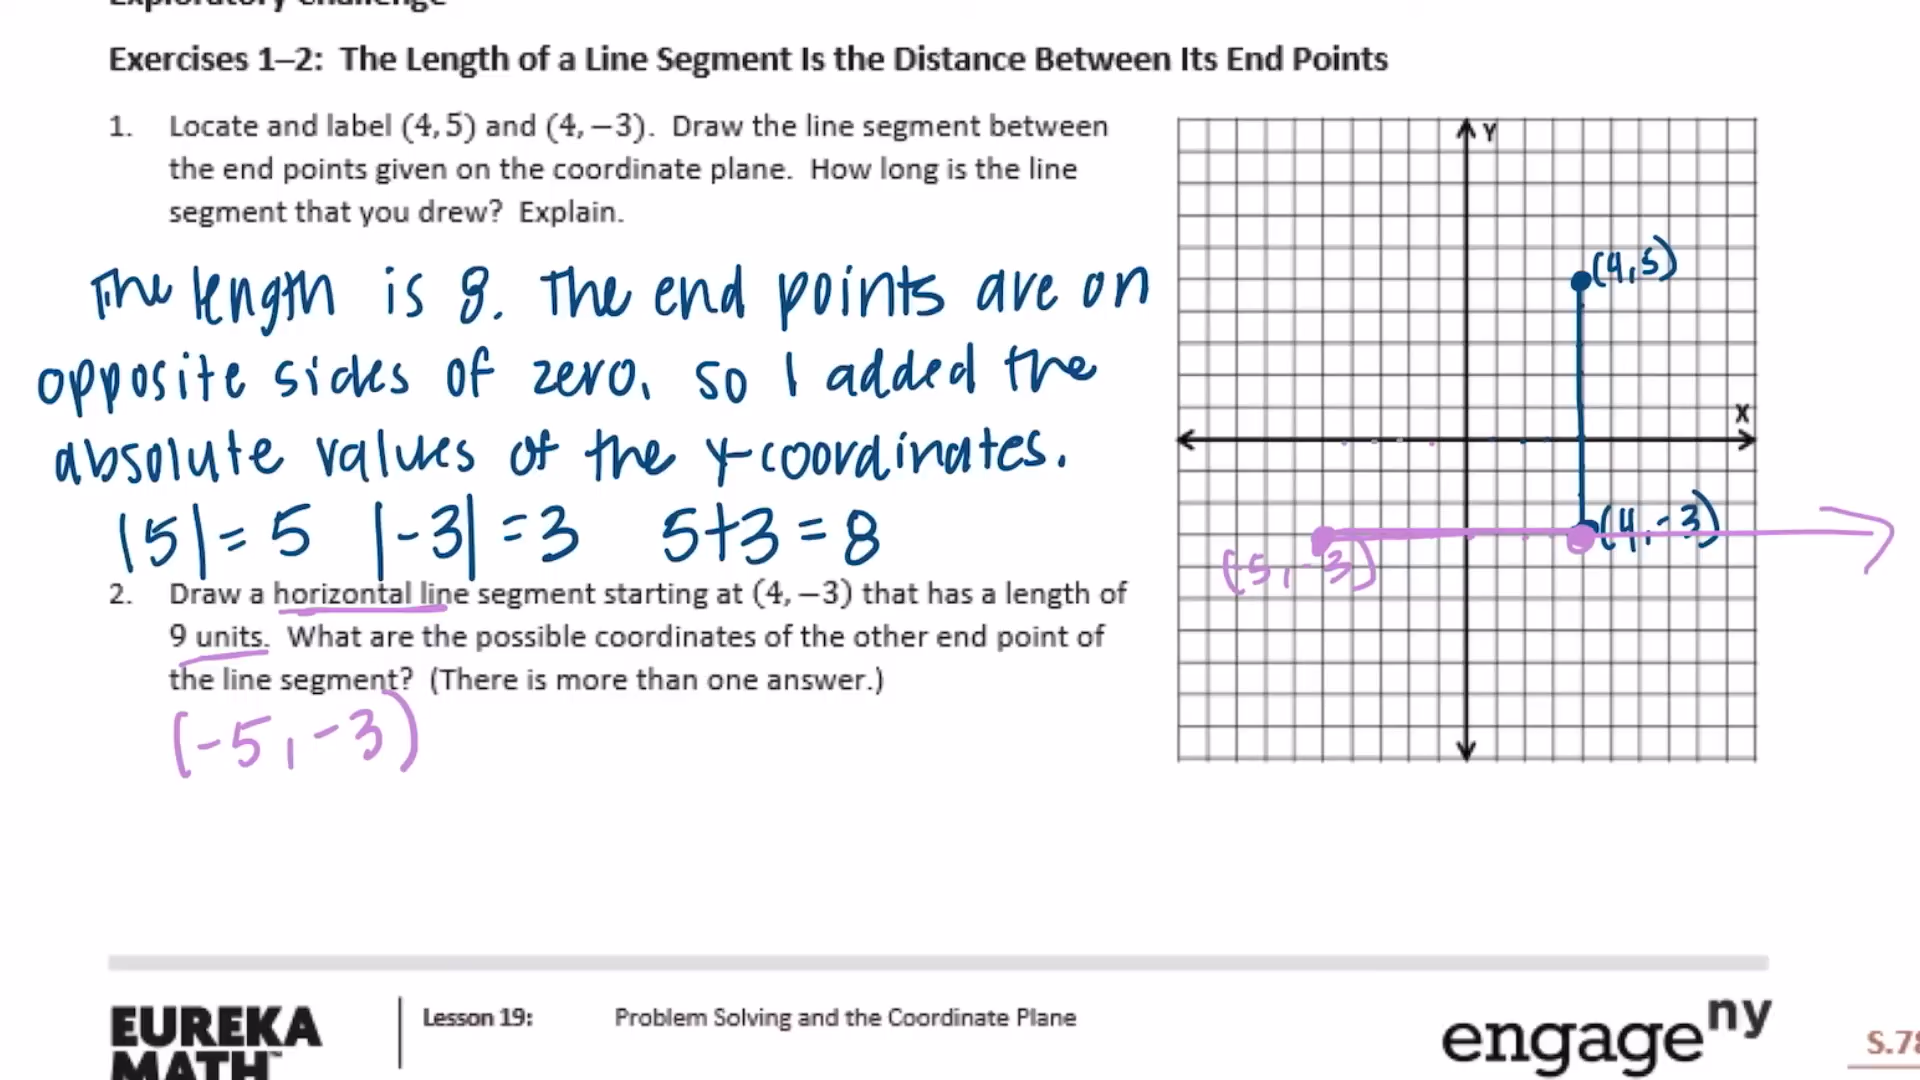 Exploratory Challenge
Exercises 1–2: The Length of a Line Segment Is the Distance Between Its End Points
1. Locate and label (4, 5) and (4, −3). Draw the line segment between
the end points given on the coordinate plane. How long is the line
segment that you drew? Explain.
The length is 8. The end points are on
opposite sides of zero, so I added the
absolute values of the y-coordinates.
|5| = 5 |-3| = 3 5+3 = 8
2. Draw a horizontal line segment starting at (4, −3) that has a length of
9 units. What are the possible coordinates of the other end point of
the line segment? (There is more than one answer.)
(-5, -3)
Y
(4,5)
X
(4,-3)
(-5,-3)
EUREKA
MATH™
Lesson 19: Problem Solving and the Coordinate Plane
engageny
S.78